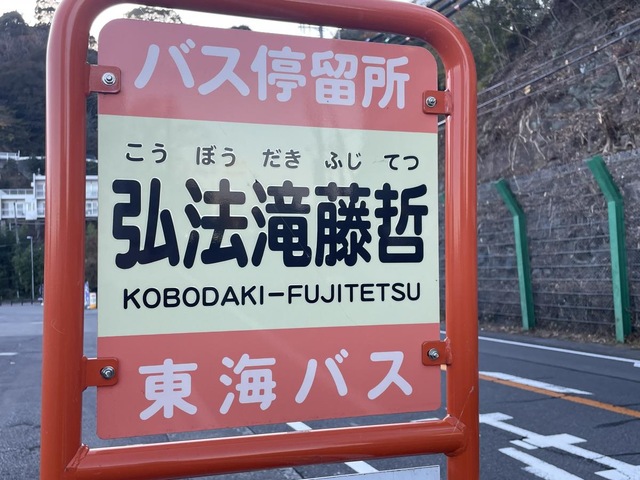 バス停留所
こう ぼう だき ふじ てつ
弘法滝藤哲
KOBODAKI-FUJITETSU
東海バス